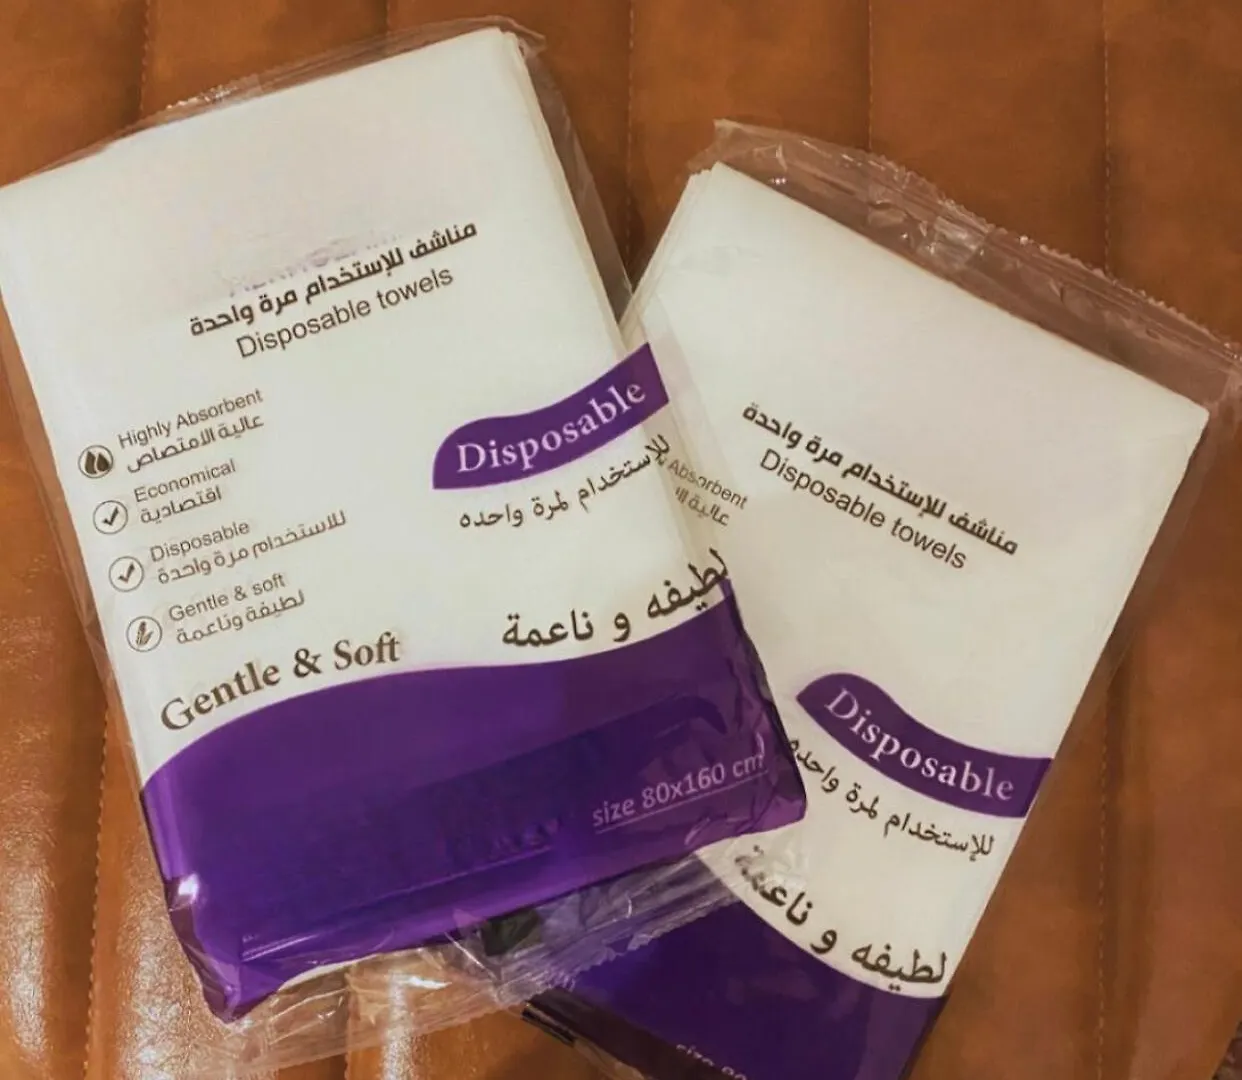 مناشف للإستخدام مرة واحدة
Disposable towels
Highly Absorbent
عالية الامتصاص
Economical
اقتصادية
Disposable
للاستخدام مرة واحدة
Gentle & soft
لطيفة وناعمة
Disposable
للإستخدام لمرة واحده
لطيفه و ناعمة
Gentle & Soft
size 80x160 cm
مناشف للإستخدام مرة واحدة
Disposable towels
Absorbent
عالية
Disposable
للإستخدام لمرة واحده
لطيفه و ناعمة
size 80